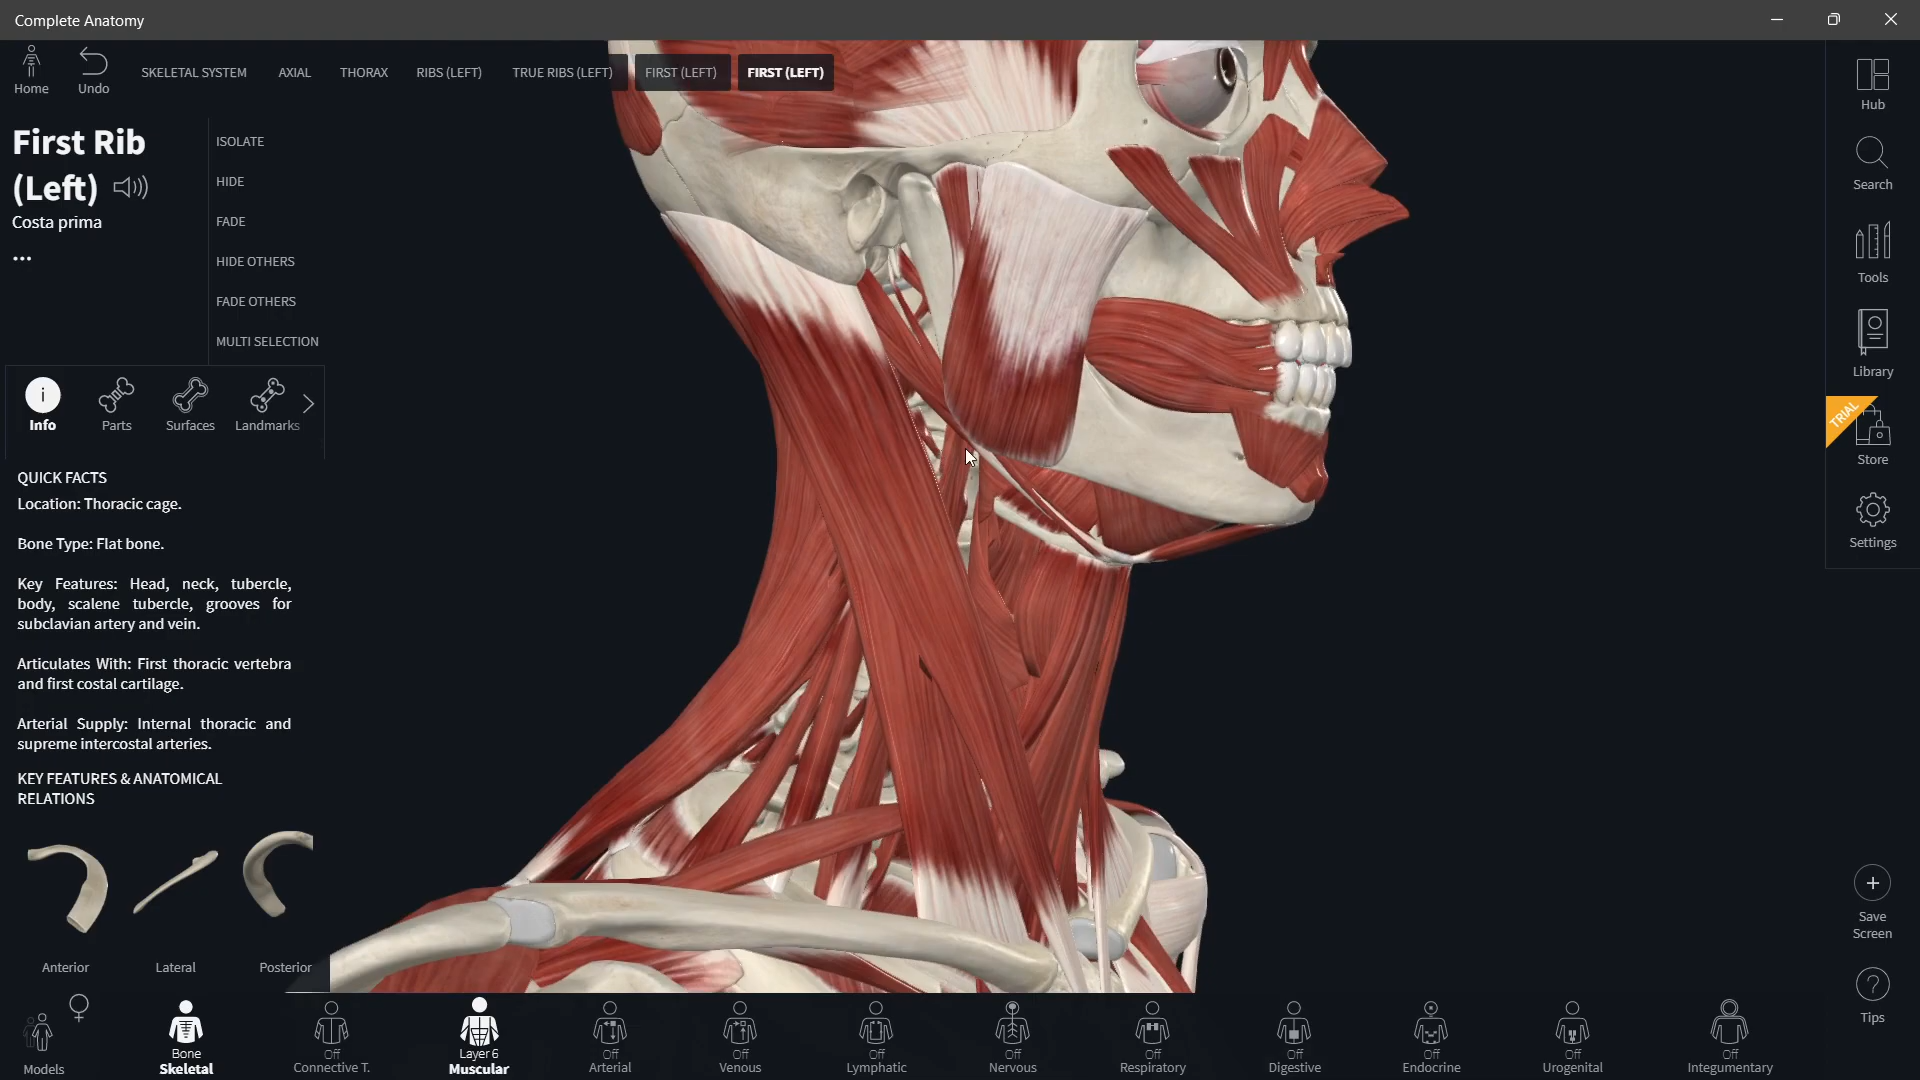 Complete Anatomy
Home
Undo
SKELETAL SYSTEM
AXIAL
THORAX
RIBS (LEFT)
TRUE RIBS (LEFT)
FIRST (LEFT)
FIRST (LEFT)
Hub
First Rib
(Left)
Costa prima
ISOLATE
HIDE
FADE
HIDE OTHERS
FADE OTHERS
MULTI SELECTION
Search
Tools
Library
TRIAL
Store
Settings
Info
Parts
Surfaces
Landmarks
QUICK FACTS
Location: Thoracic cage.
Bone Type: Flat bone.
Key Features: Head, neck, tubercle,
body, scalene tubercle, grooves for
subclavian artery and vein.
Articulates With: First thoracic vertebra
and first costal cartilage.
Arterial Supply: Internal thoracic and
supreme intercostal arteries.
KEY FEATURES & ANATOMICAL
RELATIONS
Anterior
Lateral
Posterior
Save
Screen
Tips
Models
Bone
Skeletal
Off
Connective T.
Layer 6
Muscular
Off
Arterial
Off
Venous
Off
Lymphatic
Off
Nervous
Off
Respiratory
Off
Digestive
Off
Endocrine
Off
Urogenital
Off
Integumentary